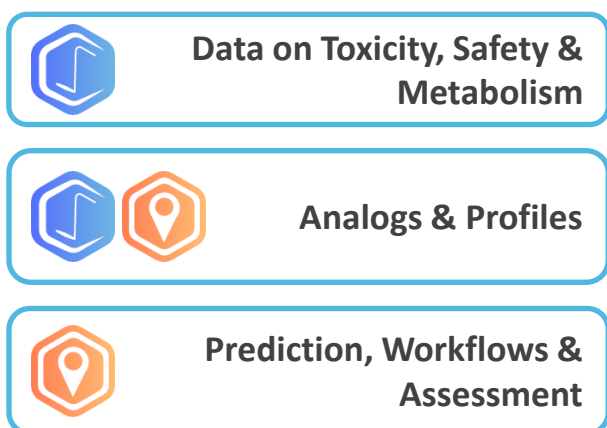 Data on Toxicity, Safety &
Metabolism
Analogs & Profiles
Prediction, Workflows &
Assessment